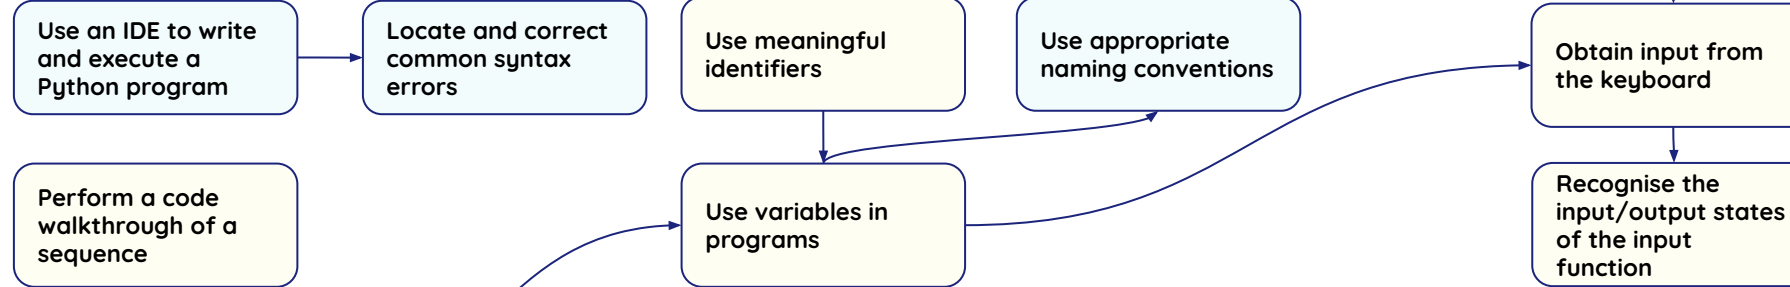 Use an IDE to write
and execute a
Python program
Locate and correct
common syntax
errors
Use meaningful
identifiers
Use appropriate
naming conventions
Obtain input from
the keyboard
Perform a code
walkthrough of a
sequence
Use variables in
programs
Recognise the
input/output states
of the input
function